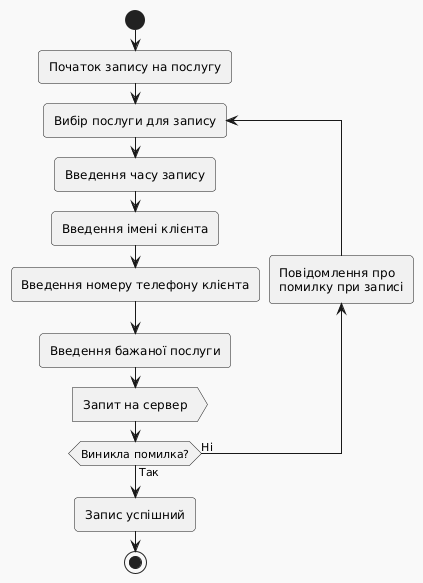 Початок запису на послугу
Вибір послуги для запису
Введення часу запису
Введення імені клієнта
Введення номеру телефону клієнта
Повідомлення про
помилку при записі
Введення бажаної послуги
Запит на сервер
Виникла помилка?
Ні
Так
Запис успішний